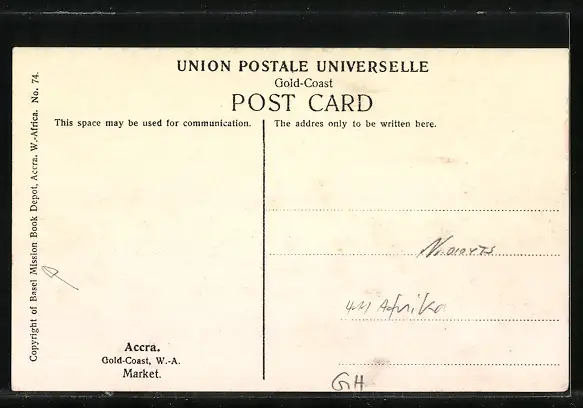 UNION POSTALE UNIVERSELLE
Gold-Coast
POST CARD
This space may be used for communication.
The addres only to be written here.
Copyright of Basel Mission Book Depot, Accra. W.-Africa. No. 74.
Accra.
Gold-Coast, W.-A.
Market.
Afrika
GH